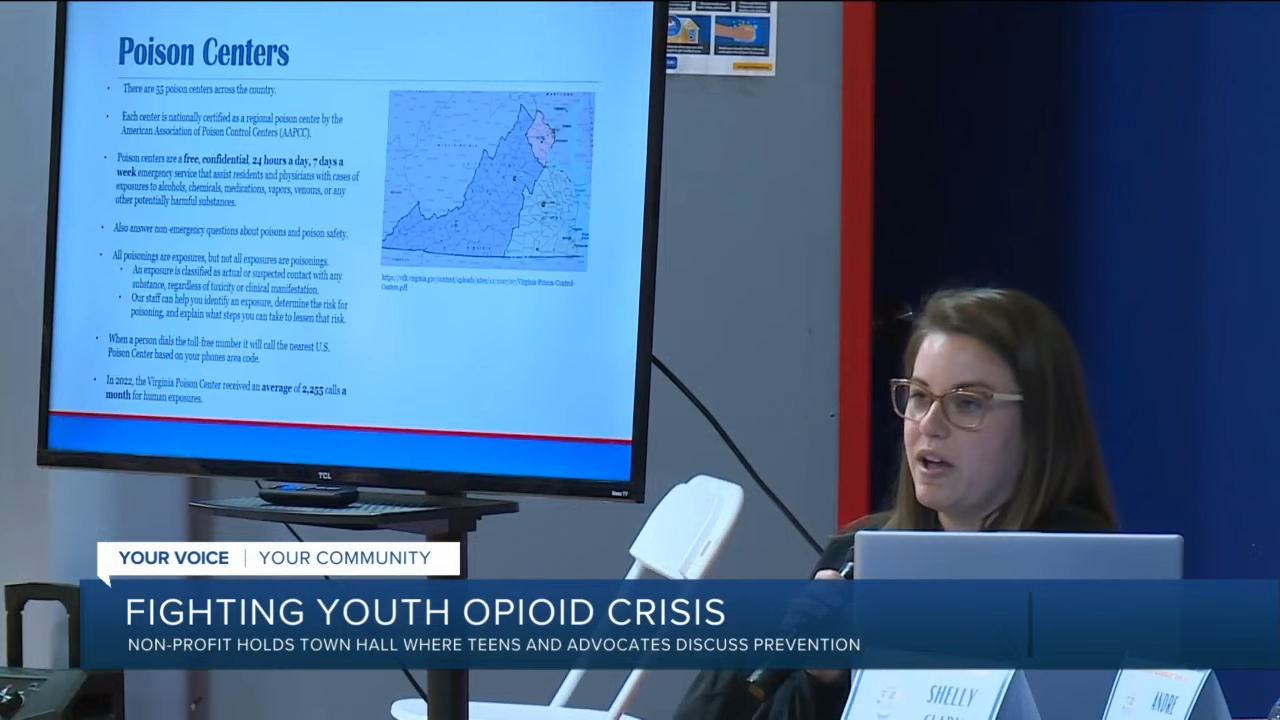 Poison Centers
There are 55 poison centers across the country.
Each center is nationally certified as a regional poison center by the
American Association of Poison Control Centers (AAPCC).
Poison centers are a free, confidential, 24 hours a day, 7 days a
week emergency service that assist residents and physicians with cases of
exposures to alcohols, chemicals, medications, vapors, venoms, or any
other potentially harmful substances.
Also answer non-emergency questions about poisons and poison safety.
All poisonings are exposures, but not all exposures are poisonings.
An exposure is classified as actual or suspected contact with any
substance, regardless of toxicity or clinical manifestation.
Our staff can help you identify an exposure, determine the risk for
poisoning, and explain what steps you can take to lessen that risk.
When a person dials the toll-free number it will call the nearest U.S.
Poison Center based on your phones area code.
In 2022, the Virginia Poison Center received an average of 2,255 calls a
month for human exposures.
TCL
Roku TV
YOUR VOICE | YOUR COMMUNITY
FIGHTING YOUTH OPIOID CRISIS
NON-PROFIT HOLDS TOWN HALL WHERE TEENS AND ADVOCATES DISCUSS PREVENTION
SHELLY
ANDRE